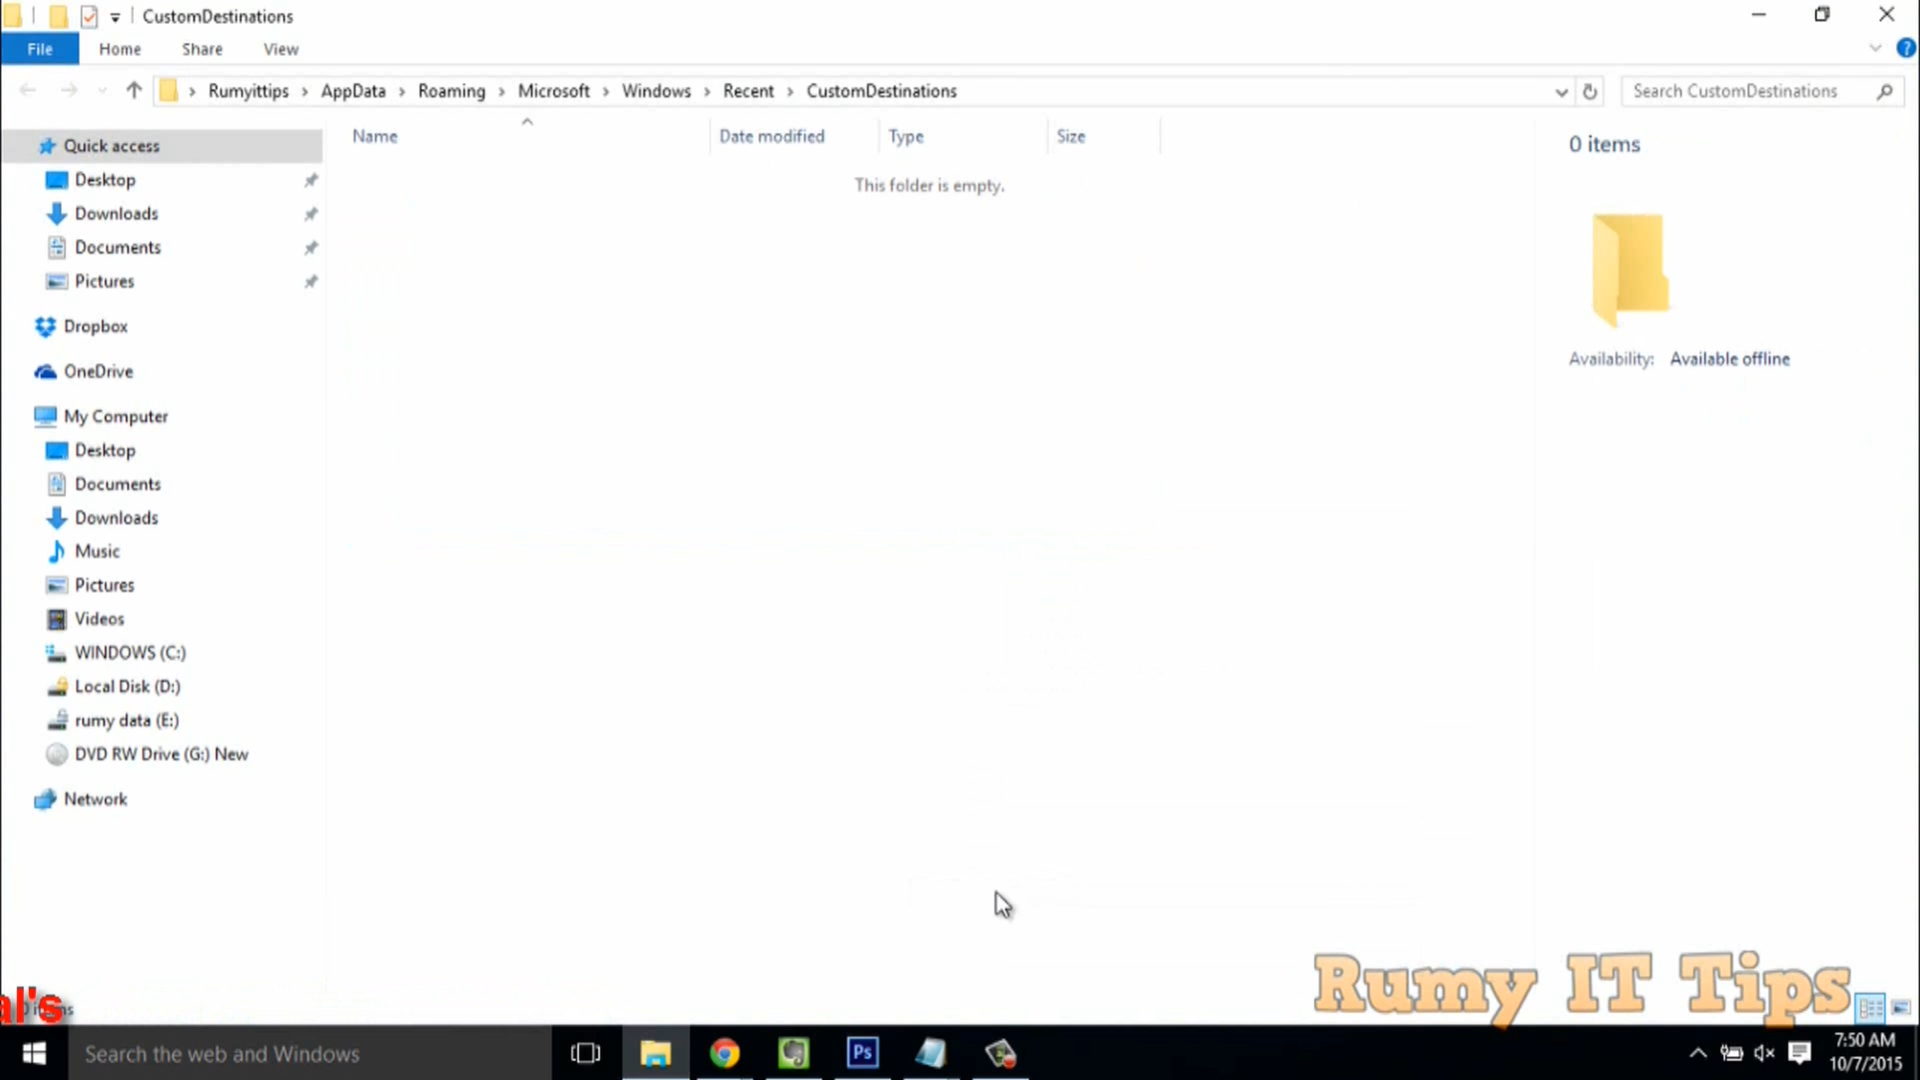 CustomDestinations
File Home Share View
Rumyittips AppData Roaming Microsoft Windows Recent CustomDestinations
Search CustomDestinations
Name Date modified Type Size
This folder is empty.
0 items
Availability: Available offline
Quick access
Desktop
Downloads
Documents
Pictures
Dropbox
OneDrive
My Computer
Desktop
Documents
Downloads
Music
Pictures
Videos
WINDOWS (C:)
Local Disk (D:)
rumy data (E:)
DVD RW Drive (G:) New
Network
al's
Rumy IT Tips
Search the web and Windows
Ps
7:50 AM
10/7/2015